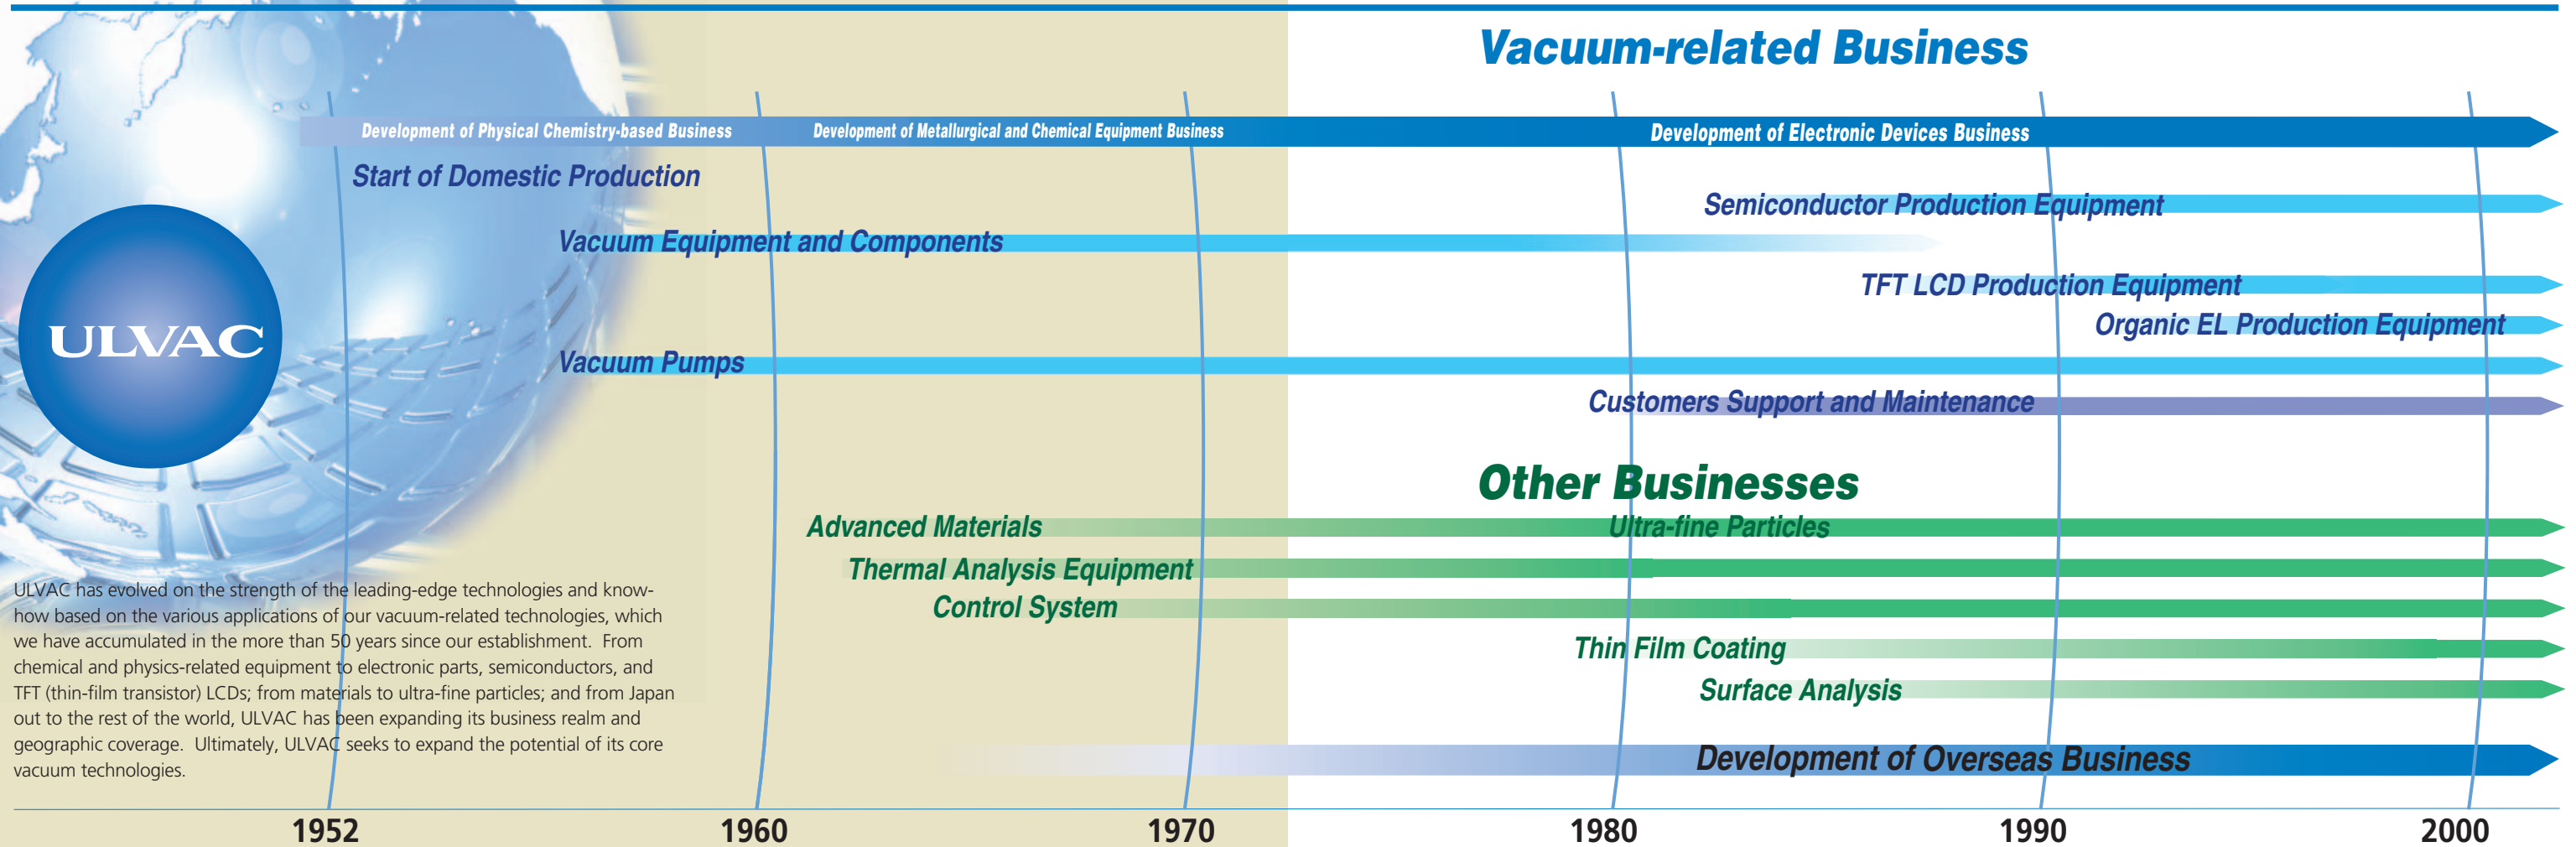 Vacuum-related Business
Development of Physical Chemistry-based Business
Development of Metallurgical and Chemical Equipment Business
Development of Electronic Devices Business
Start of Domestic Production
Semiconductor Production Equipment
Vacuum Equipment and Components
TFT LCD Production Equipment
Organic EL Production Equipment
ULVAC
Vacuum Pumps
Customers Support and Maintenance
Other Businesses
Advanced Materials
Ultra-fine Particles
Thermal Analysis Equipment
Control System
Thin Film Coating
Surface Analysis
Development of Overseas Business
ULVAC has evolved on the strength of the leading-edge technologies and know-
how based on the various applications of our vacuum-related technologies, which
we have accumulated in the more than 50 years since our establishment.  From
chemical and physics-related equipment to electronic parts, semiconductors, and
TFT (thin-film transistor) LCDs; from materials to ultra-fine particles; and from Japan
out to the rest of the world, ULVAC has been expanding its business realm and
geographic coverage.  Ultimately, ULVAC seeks to expand the potential of its core
vacuum technologies.
1952
1960
1970
1980
1990
2000